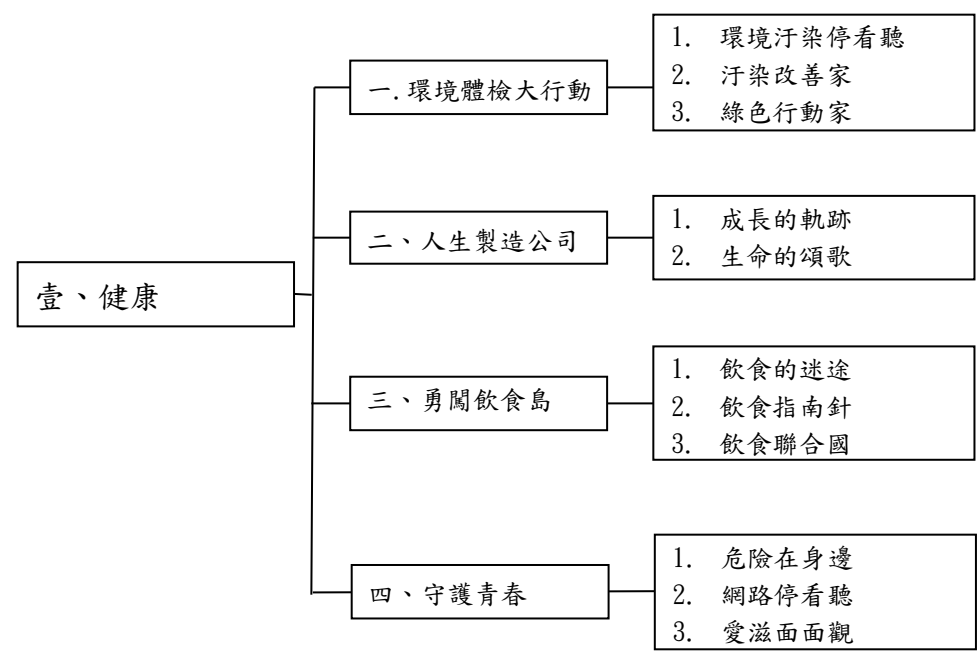 壹、健康
一.環境體檢大行動
1. 環境汙染停看聽
2. 汙染改善家
3. 綠色行動家
二、人生製造公司
1. 成長的軌跡
2. 生命的頌歌
三、勇闖飲食島
1. 飲食的迷途
2. 飲食指南針
3. 飲食聯合國
四、守護青春
1. 危險在身邊
2. 網路停看聽
3. 愛滋面面觀